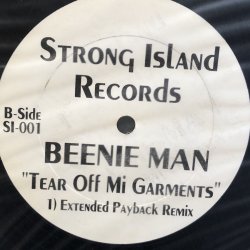 Strong Island
Records
B-Side
SI-001
BEENIE MAN
"Tear Off Mi Garments"
1) Extended Payback Remix